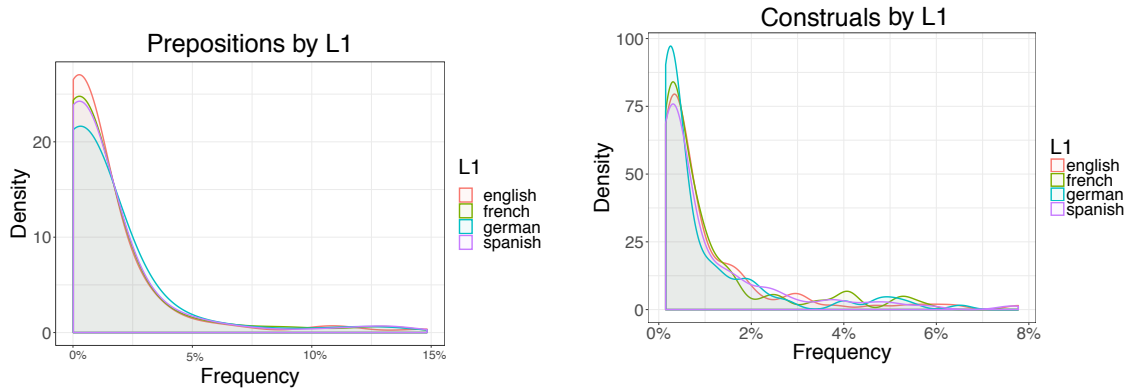 Prepositions by L1
20
10
0
Density
0%
5%
10%
15%
Frequency
L1
english
french
german
spanish
Construals by L1
100
75
50
25
0
Density
0%
2%
4%
6%
8%
Frequency
L1
english
french
german
spanish